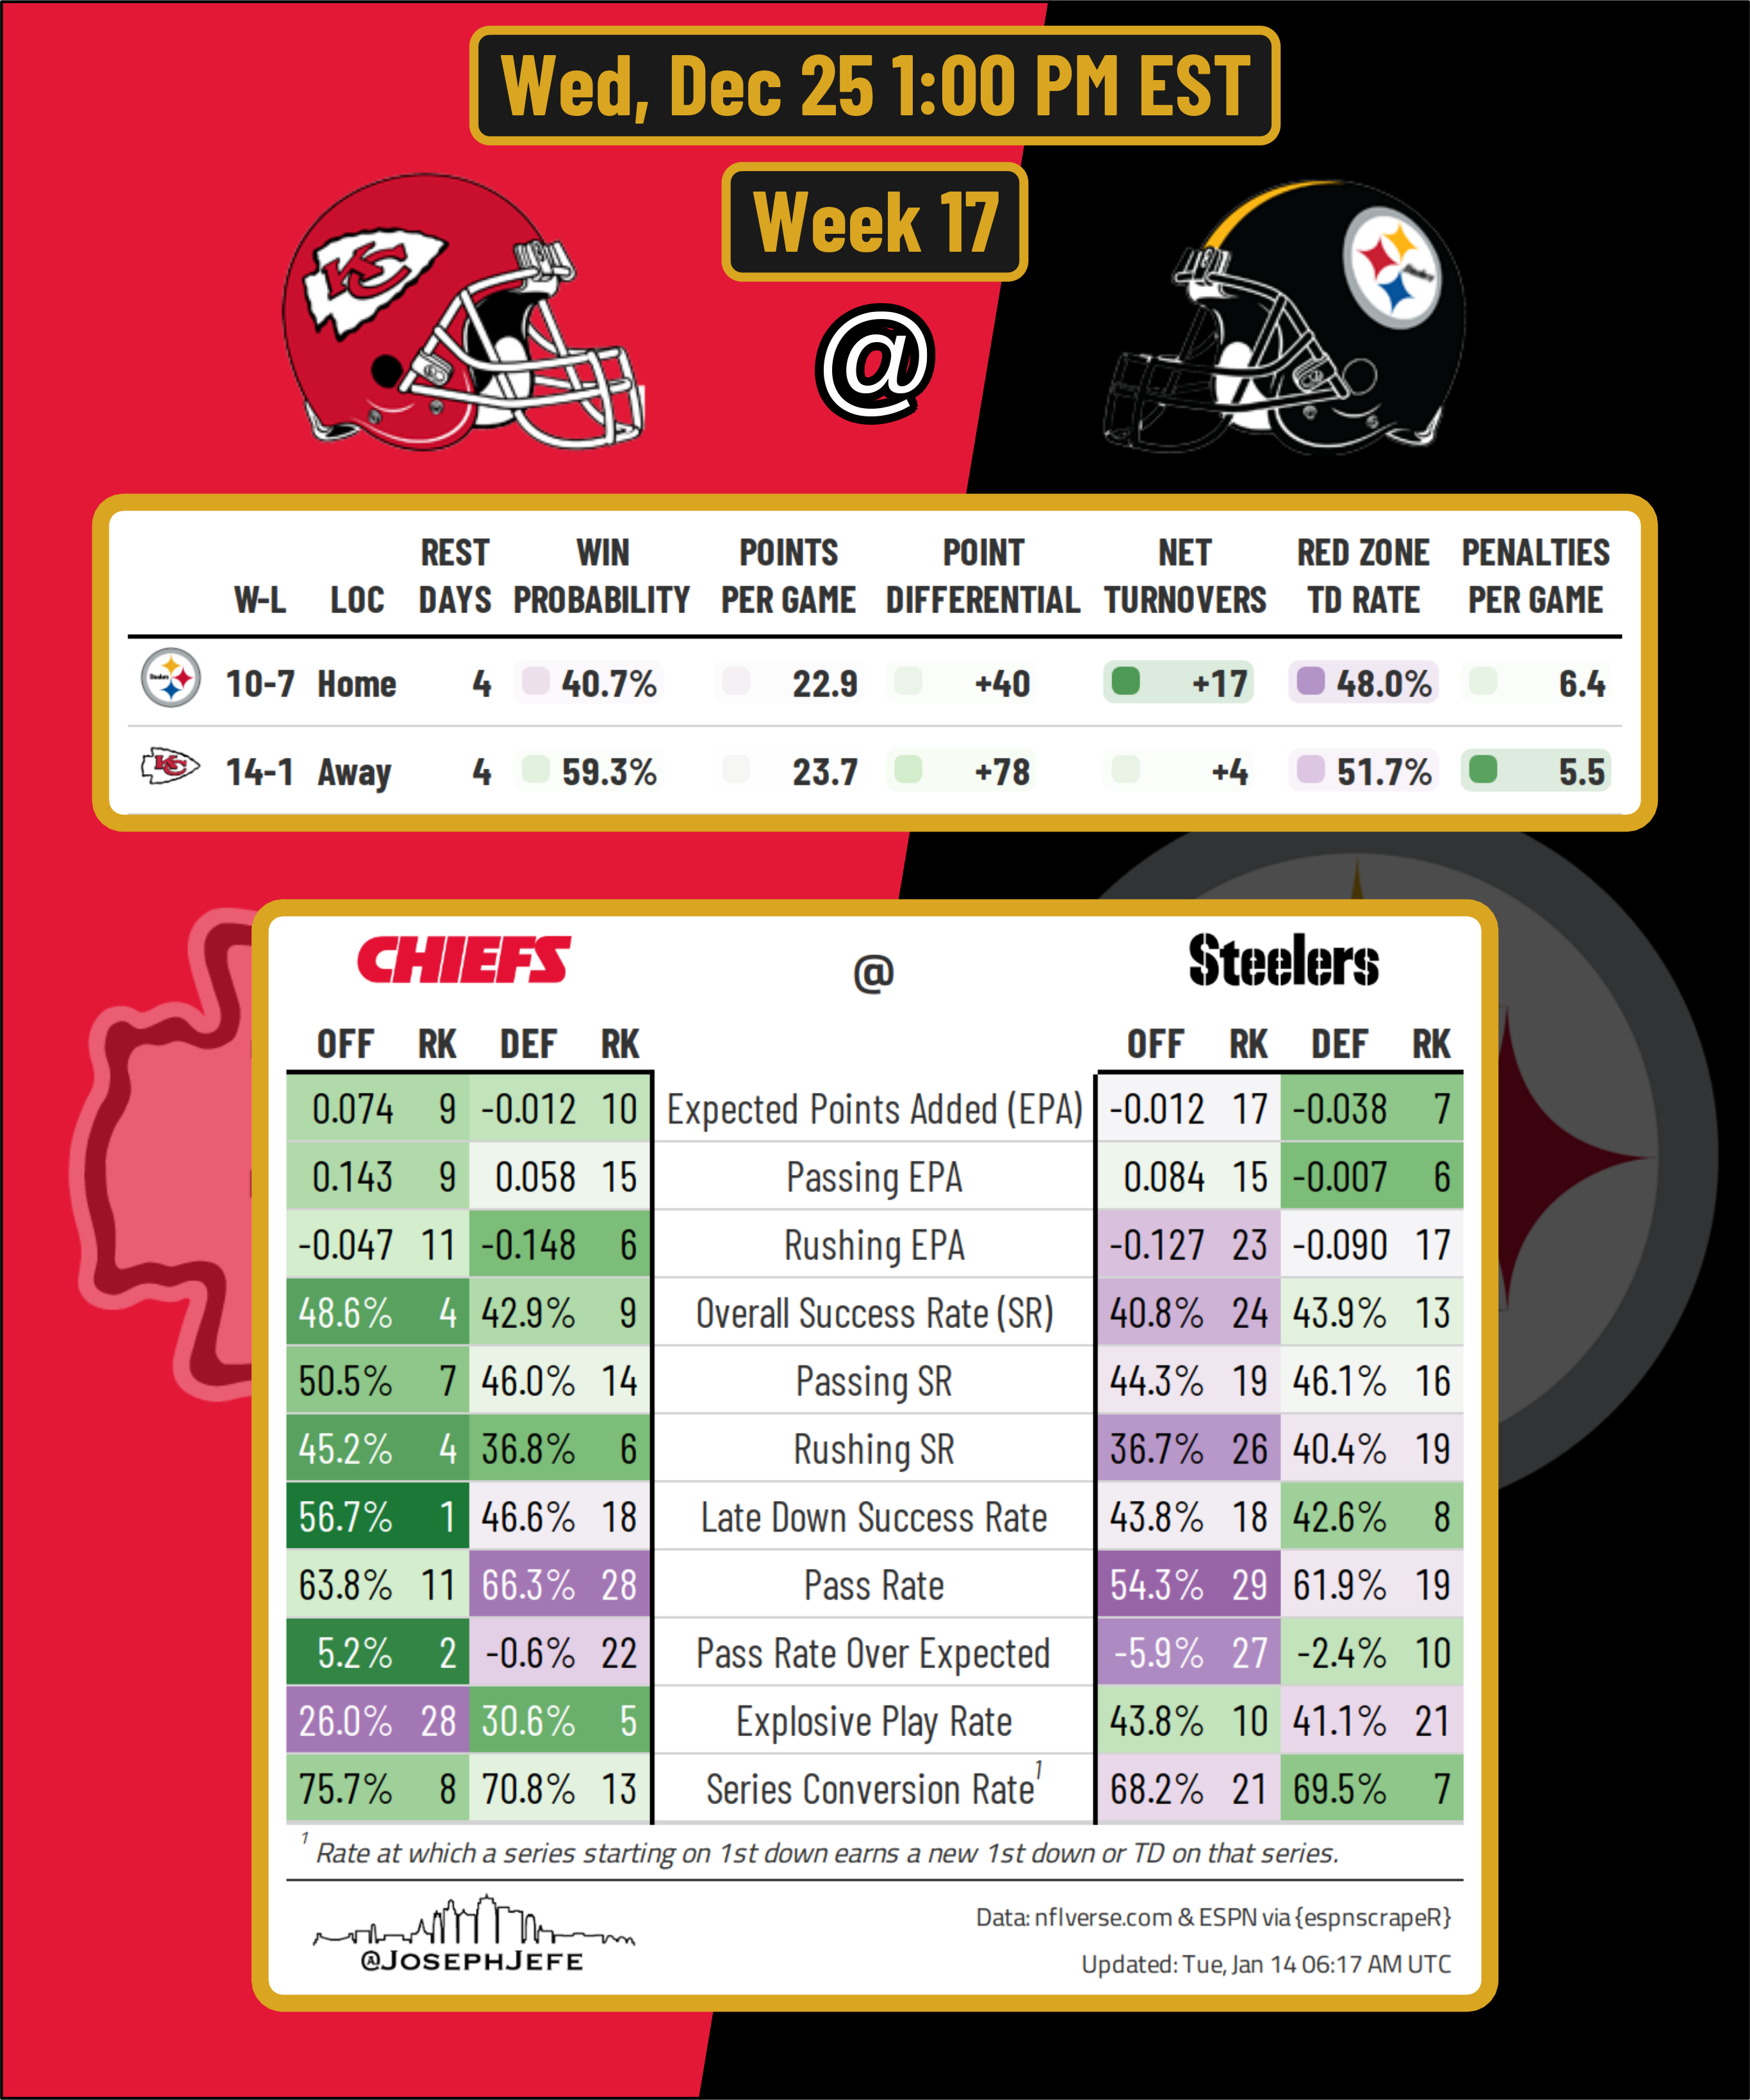 Wed, Dec 25 1:00 PM EST
Week 17
KC
Steelers
@
REST WIN POINTS POINT NET RED ZONE PENALTIES
W-L LOC DAYS PROBABILITY PER GAME DIFFERENTIAL TURNOVERS TD RATE PER GAME
Steelers 10-7 Home 4 40.7% 22.9 +40 +17 48.0% 6.4
KC 14-1 Away 4 59.3% 23.7 +78 +4 51.7% 5.5
CHIEFS @ Steelers
OFF RK DEF RK OFF RK DEF RK
0.074 9 -0.012 10 Expected Points Added (EPA) -0.012 17 -0.038 7
0.143 9 0.058 15 Passing EPA 0.084 15 -0.007 6
-0.047 11 -0.148 6 Rushing EPA -0.127 23 -0.090 17
48.6% 4 42.9% 9 Overall Success Rate (SR) 40.8% 24 43.9% 13
50.5% 7 46.0% 14 Passing SR 44.3% 19 46.1% 16
45.2% 4 36.8% 6 Rushing SR 36.7% 26 40.4% 19
56.7% 1 46.6% 18 Late Down Success Rate 43.8% 18 42.6% 8
63.8% 11 66.3% 28 Pass Rate 54.3% 29 61.9% 19
5.2% 2 -0.6% 22 Pass Rate Over Expected -5.9% 27 -2.4% 10
26.0% 28 30.6% 5 Explosive Play Rate 43.8% 10 41.1% 21
75.7% 8 70.8% 13 Series Conversion Rate1 68.2% 21 69.5% 7
1 Rate at which a series starting on 1st down earns a new 1st down or TD on that series.
@JOSEPHJEFE
Data: nflverse.com & ESPN via {espnscrapeR}
Updated: Tue, Jan 14 06:17 AM UTC